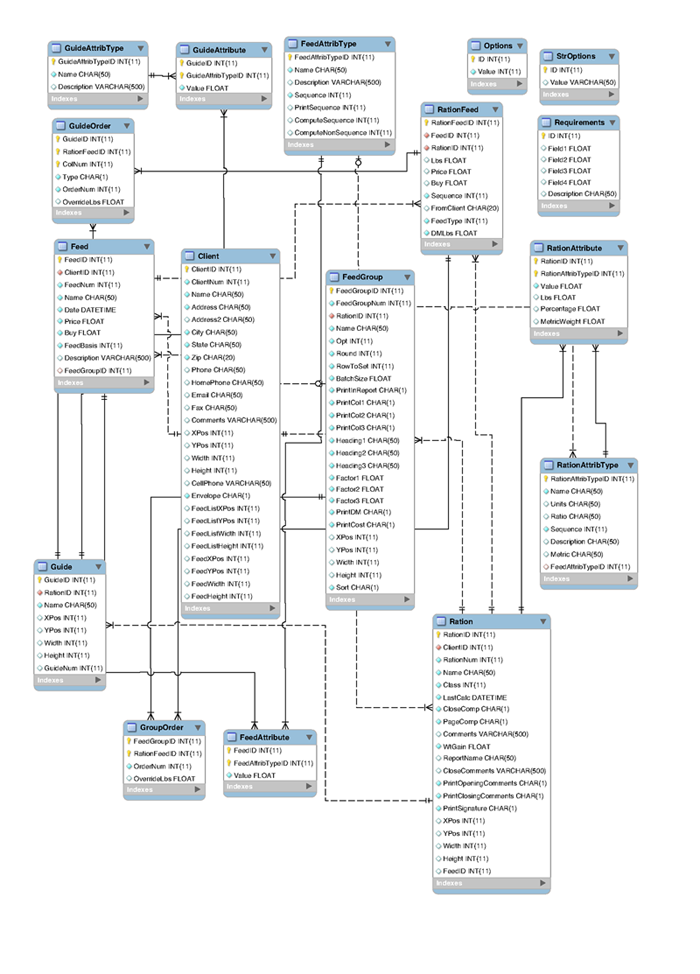 GuideAttribType
GuideAttribTypeID INT(11)
Name CHAR(50)
Description VARCHAR(500)
Indexes
GuideAttribute
GuideID INT(11)
GuideAttribTypeID INT(11)
Value FLOAT
Indexes
FeedAttribType
FeedAttribTypeID INT(11)
Name CHAR(50)
Description VARCHAR(500)
Sequence INT(11)
PrintSequence INT(11)
ComputeSequence INT(11)
ComputeNonSequence INT(11)
Indexes
Options
ID INT(11)
Value INT(11)
Indexes
StrOptions
ID INT(11)
Value VARCHAR(50)
Indexes
GuideOrder
GuideID INT(11)
RationFeedID INT(11)
ColNum INT(11)
Type CHAR(1)
OrderNum INT(11)
OverrideLbs FLOAT
Indexes
RationFeed
RationFeedID INT(11)
FeedID INT(11)
RationID INT(11)
Lbs FLOAT
Price FLOAT
Buy FLOAT
Sequence INT(11)
FromClient CHAR(20)
FeedType INT(11)
DMLbs FLOAT
Indexes
Requirements
ID INT(11)
Field1 FLOAT
Field2 FLOAT
Field3 FLOAT
Field4 FLOAT
Description CHAR(50)
Indexes
Feed
FeedID INT(11)
ClientID INT(11)
FeedNum INT(11)
Name CHAR(50)
Date DATETIME
Price FLOAT
Buy FLOAT
FeedBasis INT(11)
Description VARCHAR(500)
FeedGroupID INT(11)
Indexes
Client
ClientID INT(11)
ClientNum INT(11)
Name CHAR(50)
Address CHAR(50)
Address2 CHAR(50)
City CHAR(50)
State CHAR(50)
Zip CHAR(20)
Phone CHAR(50)
HomePhone CHAR(50)
Email CHAR(50)
Fax CHAR(50)
Comments VARCHAR(500)
XPos INT(11)
YPos INT(11)
Width INT(11)
Height INT(11)
CellPhone VARCHAR(50)
Envelope CHAR(1)
FeedListXPos INT(11)
FeedListYPos INT(11)
FeedListWidth INT(11)
FeedListHeight INT(11)
FeedXPos INT(11)
FeedYPos INT(11)
FeedWidth INT(11)
FeedHeight INT(11)
Indexes
FeedGroup
FeedGroupID INT(11)
FeedGroupNum INT(11)
RationID INT(11)
Name CHAR(50)
Opt INT(11)
Round INT(11)
RowToSet INT(11)
BatchSize FLOAT
PrintInReport CHAR(1)
PrintCol1 CHAR(1)
PrintCol2 CHAR(1)
PrintCol3 CHAR(1)
Heading1 CHAR(50)
Heading2 CHAR(50)
Heading3 CHAR(50)
Factor1 FLOAT
Factor2 FLOAT
Factor3 FLOAT
PrintDM CHAR(1)
PrintCost CHAR(1)
XPos INT(11)
YPos INT(11)
Width INT(11)
Height INT(11)
Sort CHAR(1)
Indexes
RationAttribute
RationID INT(11)
RationAttribTypeID INT(11)
Value FLOAT
Lbs FLOAT
Percentage FLOAT
MetricWeight FLOAT
Indexes
RationAttribType
RationAttribTypeID INT(11)
Name CHAR(50)
Units CHAR(50)
Ratio CHAR(50)
Sequence INT(11)
Description CHAR(50)
Metric CHAR(50)
FeedAttribTypeID INT(11)
Indexes
Guide
GuideID INT(11)
RationID INT(11)
Name CHAR(50)
XPos INT(11)
YPos INT(11)
Width INT(11)
Height INT(11)
GuideNum INT(11)
Indexes
Ration
RationID INT(11)
ClientID INT(11)
RationNum INT(11)
Name CHAR(50)
Class INT(11)
LastCalc DATETIME
CloseComp CHAR(1)
PageComp CHAR(1)
Comments VARCHAR(500)
WtGain FLOAT
ReportName CHAR(50)
CloseComments VARCHAR(500)
PrintOpeningComments CHAR(1)
PrintClosingComments CHAR(1)
PrintSignature CHAR(1)
XPos INT(11)
YPos INT(11)
Width INT(11)
Height INT(11)
FeedID INT(11)
Indexes
GroupOrder
FeedGroupID INT(11)
RationFeedID INT(11)
OrderNum INT(11)
OverrideLbs FLOAT
Indexes
FeedAttribute
FeedID INT(11)
FeedAttribTypeID INT(11)
Value FLOAT
Indexes